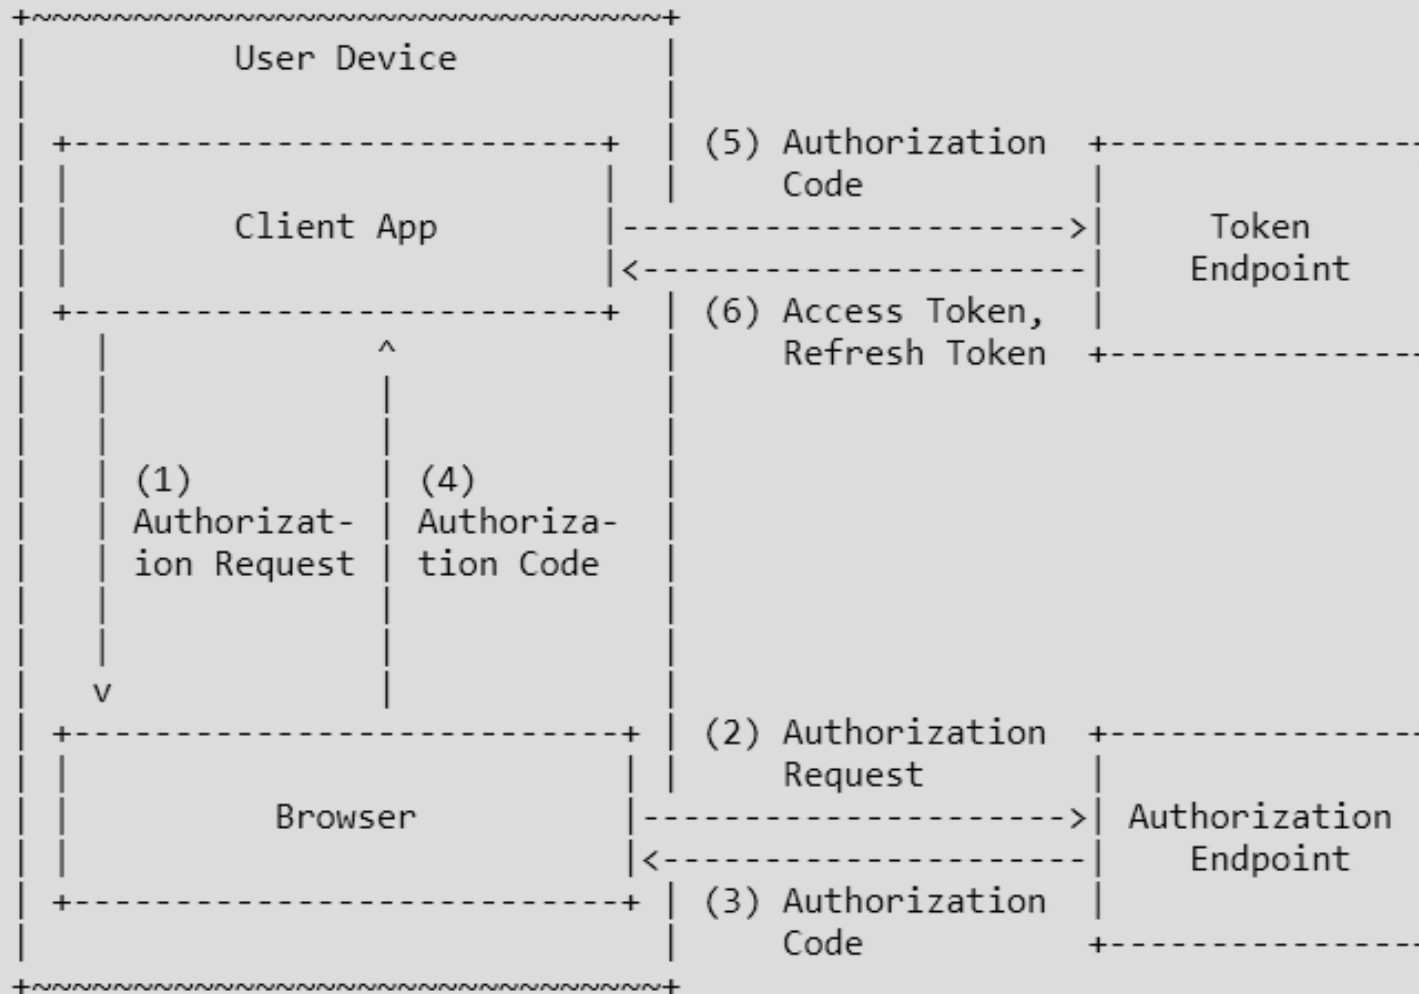 User Device
(5) Authorization
Code
Client App
Token
Endpoint
(6) Access Token,
Refresh Token
(1)
Authorizat-
ion Request
(4)
Authoriza-
tion Code
(2) Authorization
Request
Browser
Authorization
Endpoint
(3) Authorization
Code